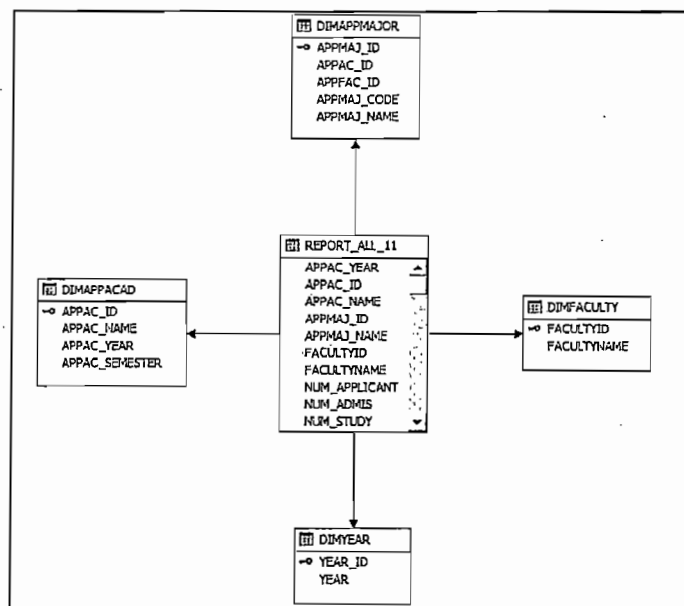 DIMAPPMAJOR
APPMAJ_ID
APPAC_ID
APPFAC_ID
APPMAJ_CODE
APPMAJ_NAME
REPORT_ALL_11
APPAC_YEAR
APPAC_ID
APPAC_NAME
APPMAJ_ID
APPMAJ_NAME
FACULTYID
FACULTYNAME
NUM_APPLICANT
NUM_ADMIS
NUM_STUDY
DIMAPPACAD
APPAC_ID
APPAC_NAME
APPAC_YEAR
APPAC_SEMESTER
DIMFACULTY
FACULTYID
FACULTYNAME
DIMYEAR
YEAR_ID
YEAR